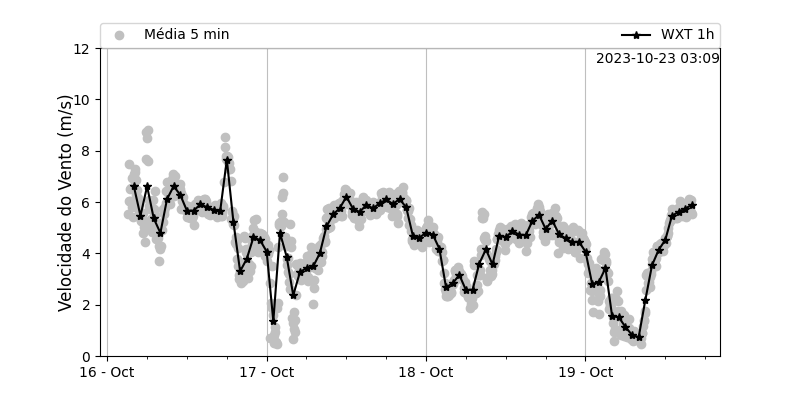 Média 5 min
WXT 1h
2023-10-23 03:09
Velocidade do Vento (m/s)
12
10
8
6
4
2
0
16 - Oct
17 - Oct
18 - Oct
19 - Oct